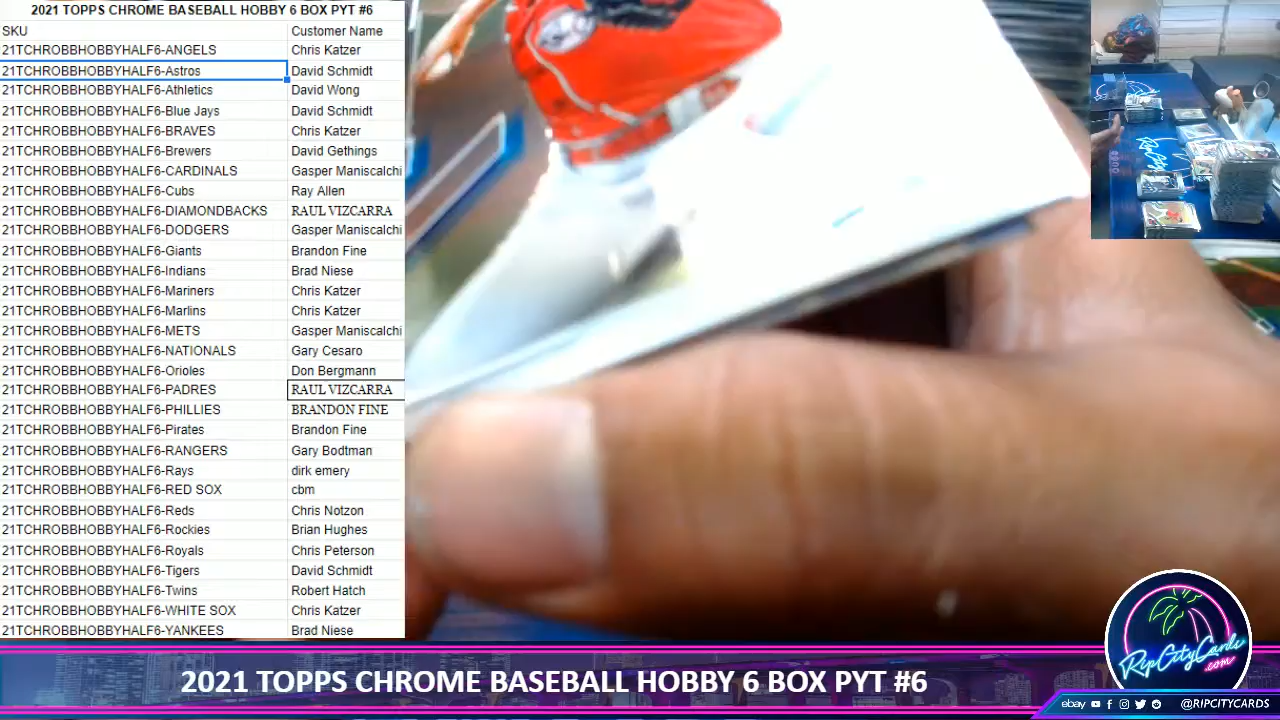 2021 TOPPS CHROME BASEBALL HOBBY 6 BOX PYT #6
SKU Customer Name
21TCHROBBHOBBYHALF6-ANGELS Chris Katzer
21TCHROBBHOBBYHALF6-Astros David Schmidt
21TCHROBBHOBBYHALF6-Athletics David Wong
21TCHROBBHOBBYHALF6-Blue Jays David Schmidt
21TCHROBBHOBBYHALF6-BRAVES Chris Katzer
21TCHROBBHOBBYHALF6-Brewers David Gethings
21TCHROBBHOBBYHALF6-CARDINALS Gasper Maniscalchi
21TCHROBBHOBBYHALF6-Cubs Ray Allen
21TCHROBBHOBBYHALF6-DIAMONDBACKS RAUL VIZCARRA
21TCHROBBHOBBYHALF6-DODGERS Gasper Maniscalchi
21TCHROBBHOBBYHALF6-Giants Brandon Fine
21TCHROBBHOBBYHALF6-Indians Brad Niese
21TCHROBBHOBBYHALF6-Mariners Chris Katzer
21TCHROBBHOBBYHALF6-Marlins Chris Katzer
21TCHROBBHOBBYHALF6-METS Gasper Maniscalchi
21TCHROBBHOBBYHALF6-NATIONALS Gary Cesaro
21TCHROBBHOBBYHALF6-Orioles Don Bergmann
21TCHROBBHOBBYHALF6-PADRES RAUL VIZCARRA
21TCHROBBHOBBYHALF6-PHILLIES BRANDON FINE
21TCHROBBHOBBYHALF6-Pirates Brandon Fine
21TCHROBBHOBBYHALF6-RANGERS Gary Bodtman
21TCHROBBHOBBYHALF6-Rays dirk emery
21TCHROBBHOBBYHALF6-RED SOX cbm
21TCHROBBHOBBYHALF6-Reds Chris Notzon
21TCHROBBHOBBYHALF6-Rockies Brian Hughes
21TCHROBBHOBBYHALF6-Royals Chris Peterson
21TCHROBBHOBBYHALF6-Tigers David Schmidt
21TCHROBBHOBBYHALF6-Twins Robert Hatch
21TCHROBBHOBBYHALF6-WHITE SOX Chris Katzer
21TCHROBBHOBBYHALF6-YANKEES Brad Niese
2021 TOPPS CHROME BASEBALL HOBBY 6 BOX PYT #6
RipCityCards
.com
ebay @RIPCITYCARDS